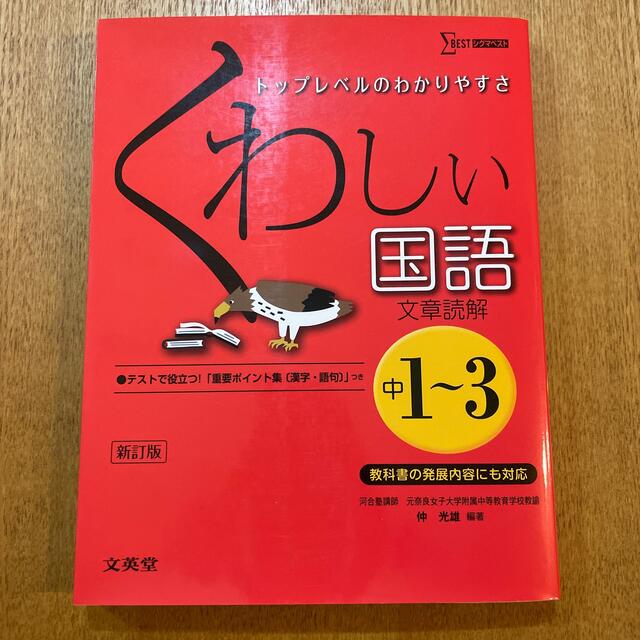 ΣBEST シグマベスト
トップレベルのわかりやすさ
くわしい
国語
文章読解
中1~3
●テストで役立つ!「重要ポイント集〔漢字・語句〕」つき
新訂版
教科書の発展内容にも対応
河合塾講師 元奈良女子大学附属中等教育学校教諭
仲 光雄 編著
文英堂